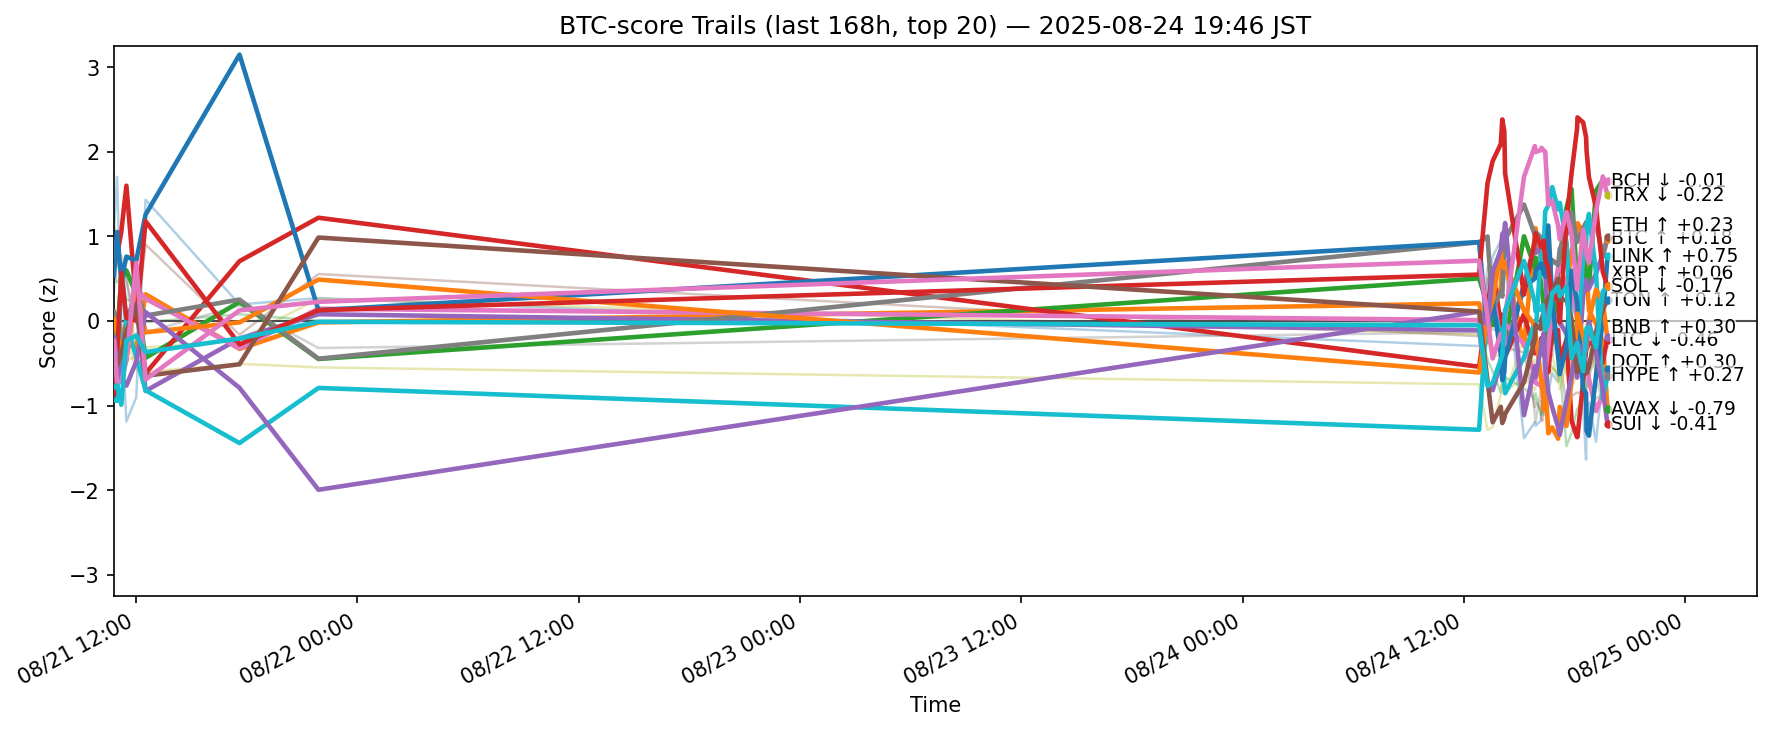 BTC-score Trails (last 168h, top 20) — 2025-08-24 19:46 JST
Score (z)
3
2
1
0
−1
−2
−3
BCH ↓ -0.01
TRX ↓ -0.22
ETH ↑ +0.23
BTC ↑ +0.18
LINK ↑ +0.75
XRP ↑ +0.06
SOL ↓ -0.17
TON ↑ +0.12
BNB ↑ +0.30
LTC ↓ -0.46
DOT ↑ +0.30
HYPE ↑ +0.27
AVAX ↓ -0.79
SUI ↓ -0.41
08/21 12:00
08/22 00:00
08/22 12:00
08/23 00:00
08/23 12:00
08/24 00:00
08/24 12:00
08/25 00:00
Time